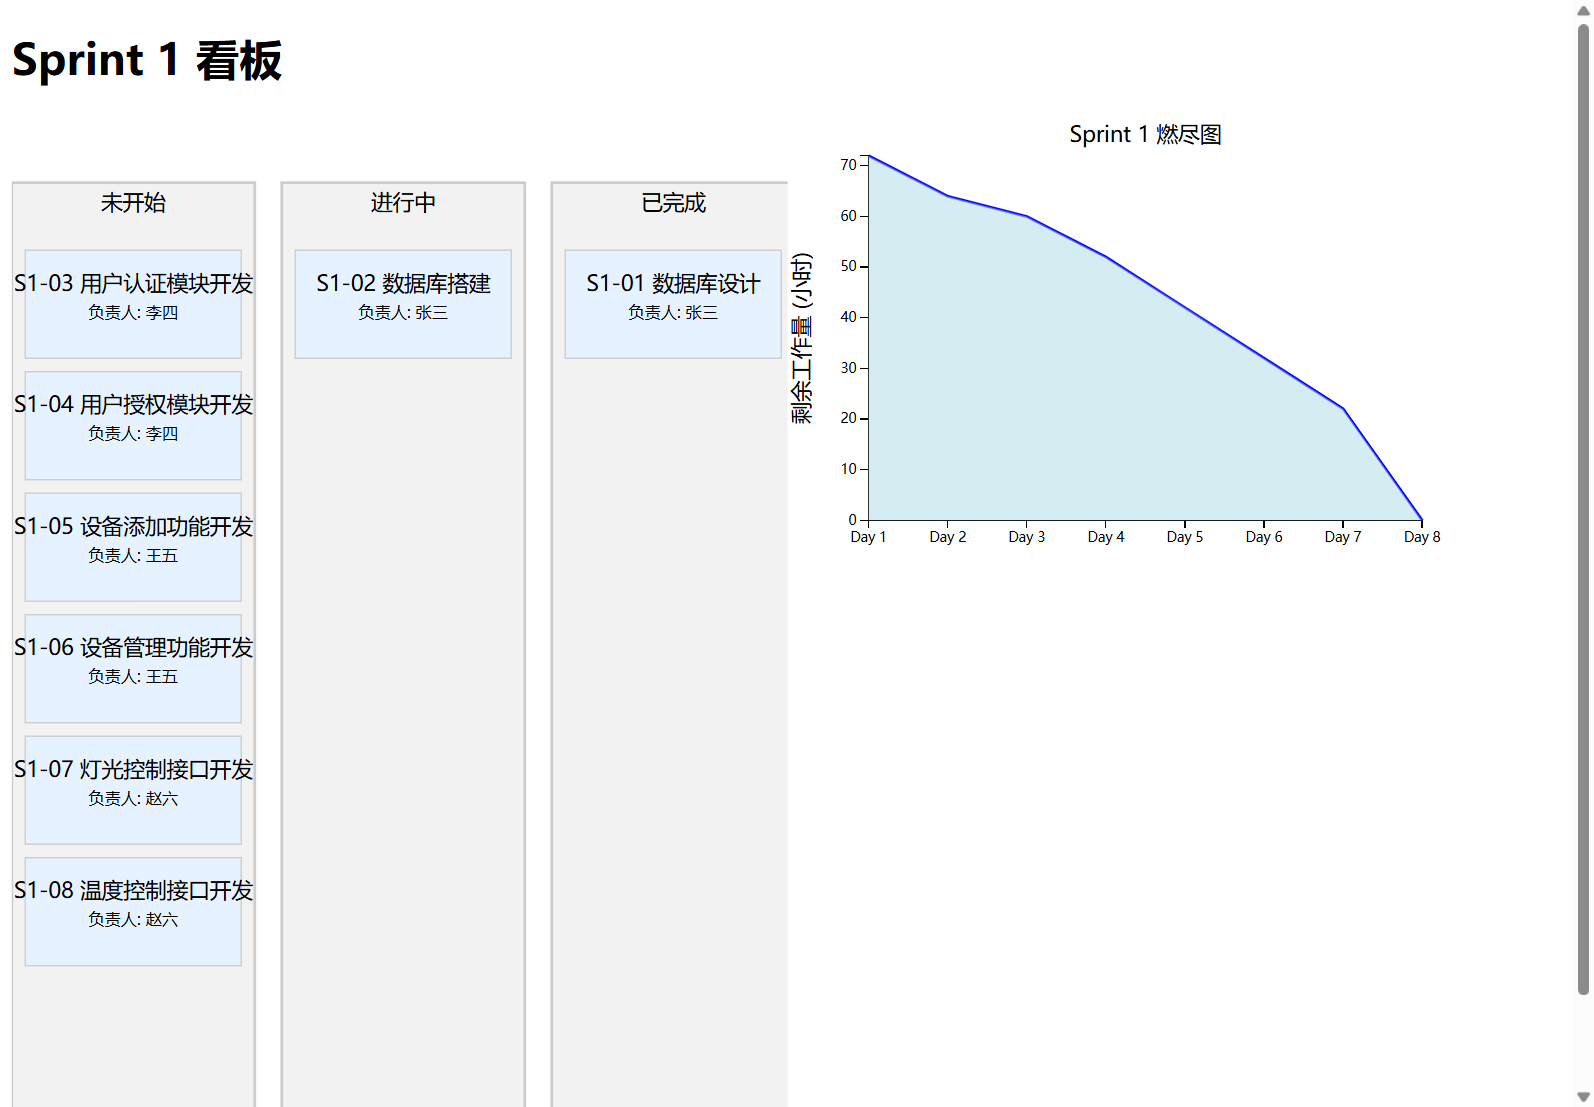 Sprint 1 看板
未开始
S1-03 用户认证模块开发
负责人: 李四
S1-04 用户授权模块开发
负责人: 李四
S1-05 设备添加功能开发
负责人: 王五
S1-06 设备管理功能开发
负责人: 王五
S1-07 灯光控制接口开发
负责人: 赵六
S1-08 温度控制接口开发
负责人: 赵六
进行中
S1-02 数据库搭建
负责人: 张三
已完成
S1-01 数据库设计
负责人: 张三
Sprint 1 燃尽图
剩余工作量 (小时)
70
60
50
40
30
20
10
0
Day 1 Day 2 Day 3 Day 4 Day 5 Day 6 Day 7 Day 8